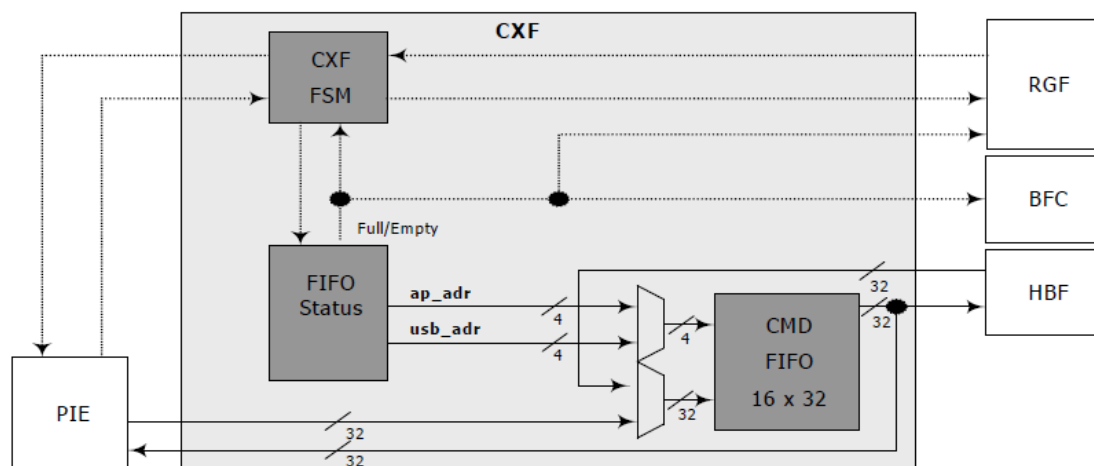 CXF
CXF
FSM
RGF
BFC
Full/Empty
FIFO
Status
ap_adr
4
usb_adr
4
4
32
CMD
FIFO
16 x 32
32
32
HBF
PIE
32
32